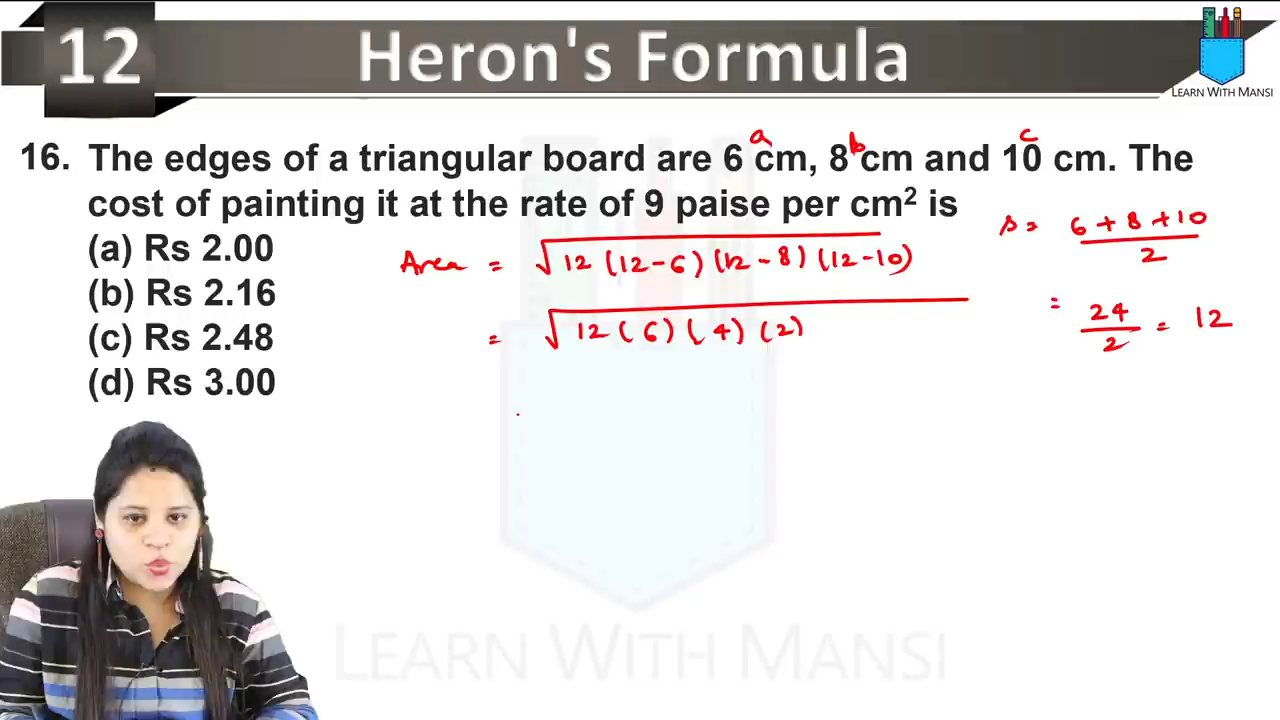 12 Heron's Formula
LEARN WITH MANSI
a b c
16. The edges of a triangular board are 6 cm, 8 cm and 10 cm. The
cost of painting it at the rate of 9 paise per cm² is
(a) Rs 2.00
(b) Rs 2.16
(c) Rs 2.48
(d) Rs 3.00
Area = √12 (12-6) (12-8) (12-10)
= √12 (6) (4) (2)
s = 6+8+10 / 2
= 24 / 2 = 12
LEARN WITH MANSI